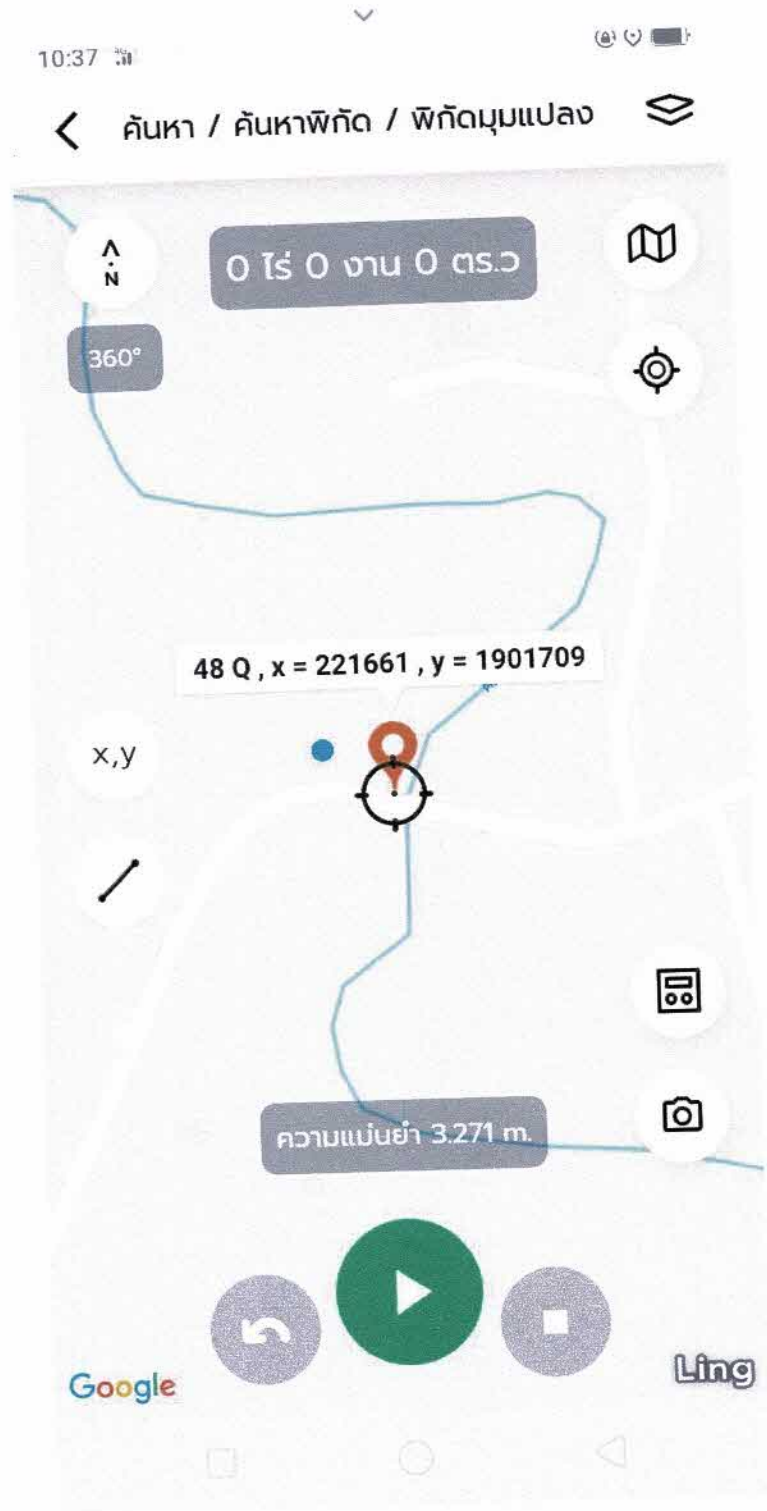 10:37 4G
ค้นหา / ค้นหาพิกัด / พิกัดมุมแปลง
N
0 ไร่ 0 งาน 0 ตร.ว
360°
48 Q , x = 221661 , y = 1901709
x,y
ความแม่นยำ 3.271 m.
Google
Ling